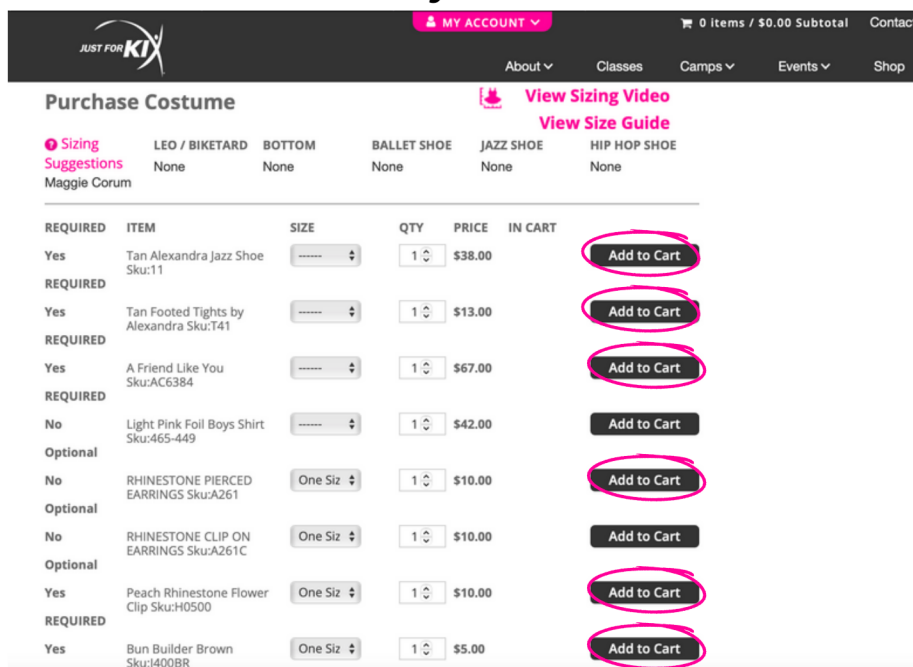 MY ACCOUNT
0 items / $0.00 Subtotal
Contac
JUST FOR KIX
About
Classes
Camps
Events
Shop
Purchase Costume
View Sizing Video
View Size Guide
Sizing Suggestions LEO / BIKETARD BOTTOM BALLET SHOE JAZZ SHOE HIP HOP SHOE
Maggie Corum None None None None None
REQUIRED ITEM SIZE QTY PRICE IN CART
Yes Tan Alexandra Jazz Shoe ------ 1 $38.00 Add to Cart
Sku:11
REQUIRED
Yes Tan Footed Tights by ------ 1 $13.00 Add to Cart
Alexandra Sku:T41
REQUIRED
Yes A Friend Like You ------ 1 $67.00 Add to Cart
Sku:AC6384
REQUIRED
No Light Pink Foil Boys Shirt ------ 1 $42.00 Add to Cart
Sku:465-449
Optional
No RHINESTONE PIERCED One Siz 1 $10.00 Add to Cart
EARRINGS Sku:A261
Optional
No RHINESTONE CLIP ON One Siz 1 $10.00 Add to Cart
EARRINGS Sku:A261C
Optional
Yes Peach Rhinestone Flower One Siz 1 $10.00 Add to Cart
Clip Sku:H0500
REQUIRED
Yes Bun Builder Brown One Siz 1 $5.00 Add to Cart
Sku:I400BR